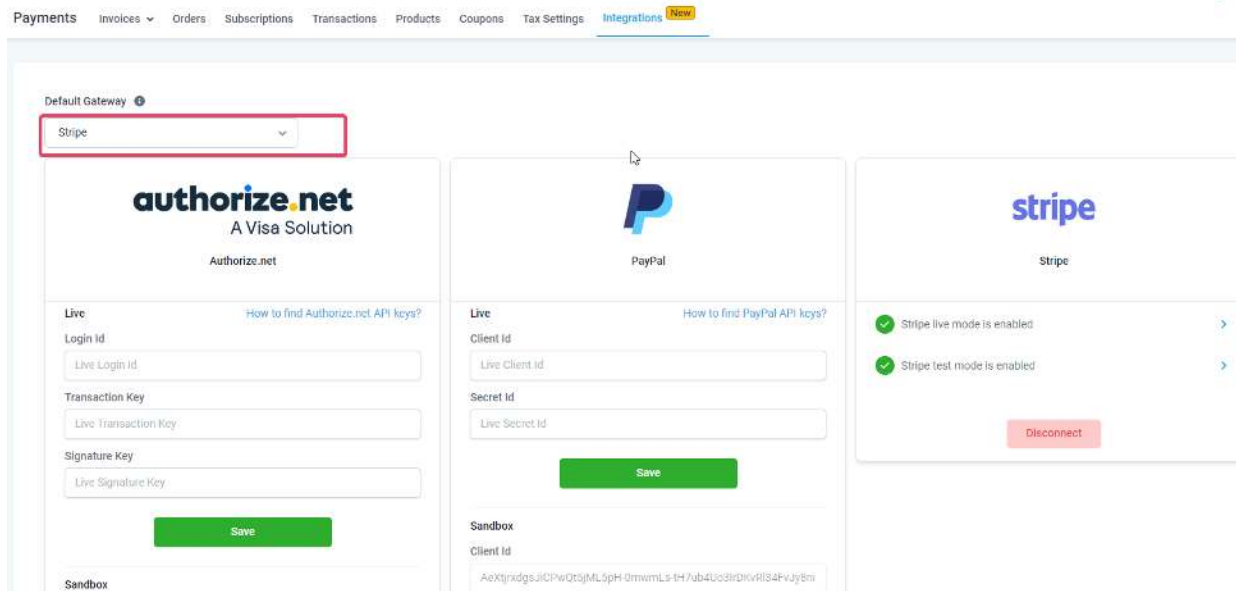 Payments Invoices Orders Subscriptions Transactions Products Coupons Tax Settings Integrations New
Default Gateway
Stripe
authorize.net
A Visa Solution
Authorize.net
Live How to find Authorize.net API keys?
Login Id
Live Login Id
Transaction Key
Live Transaction Key
Signature Key
Live Signature Key
Save
Sandbox
P
PayPal
Live How to find PayPal API keys?
Client Id
Live Client Id
Secret Id
Live Secret Id
Save
Sandbox
Client Id
stripe
Stripe
Stripe live mode is enabled
Stripe test mode is enabled
Disconnect